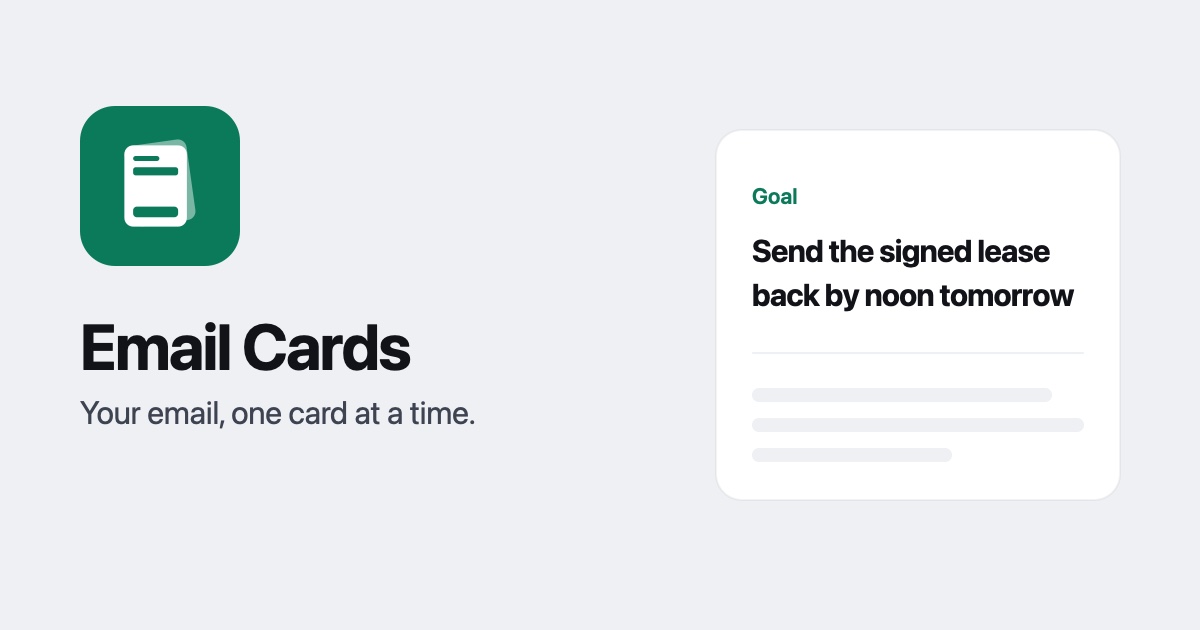 Email Cards
Your email, one card at a time.
Goal
Send the signed lease
back by noon tomorrow